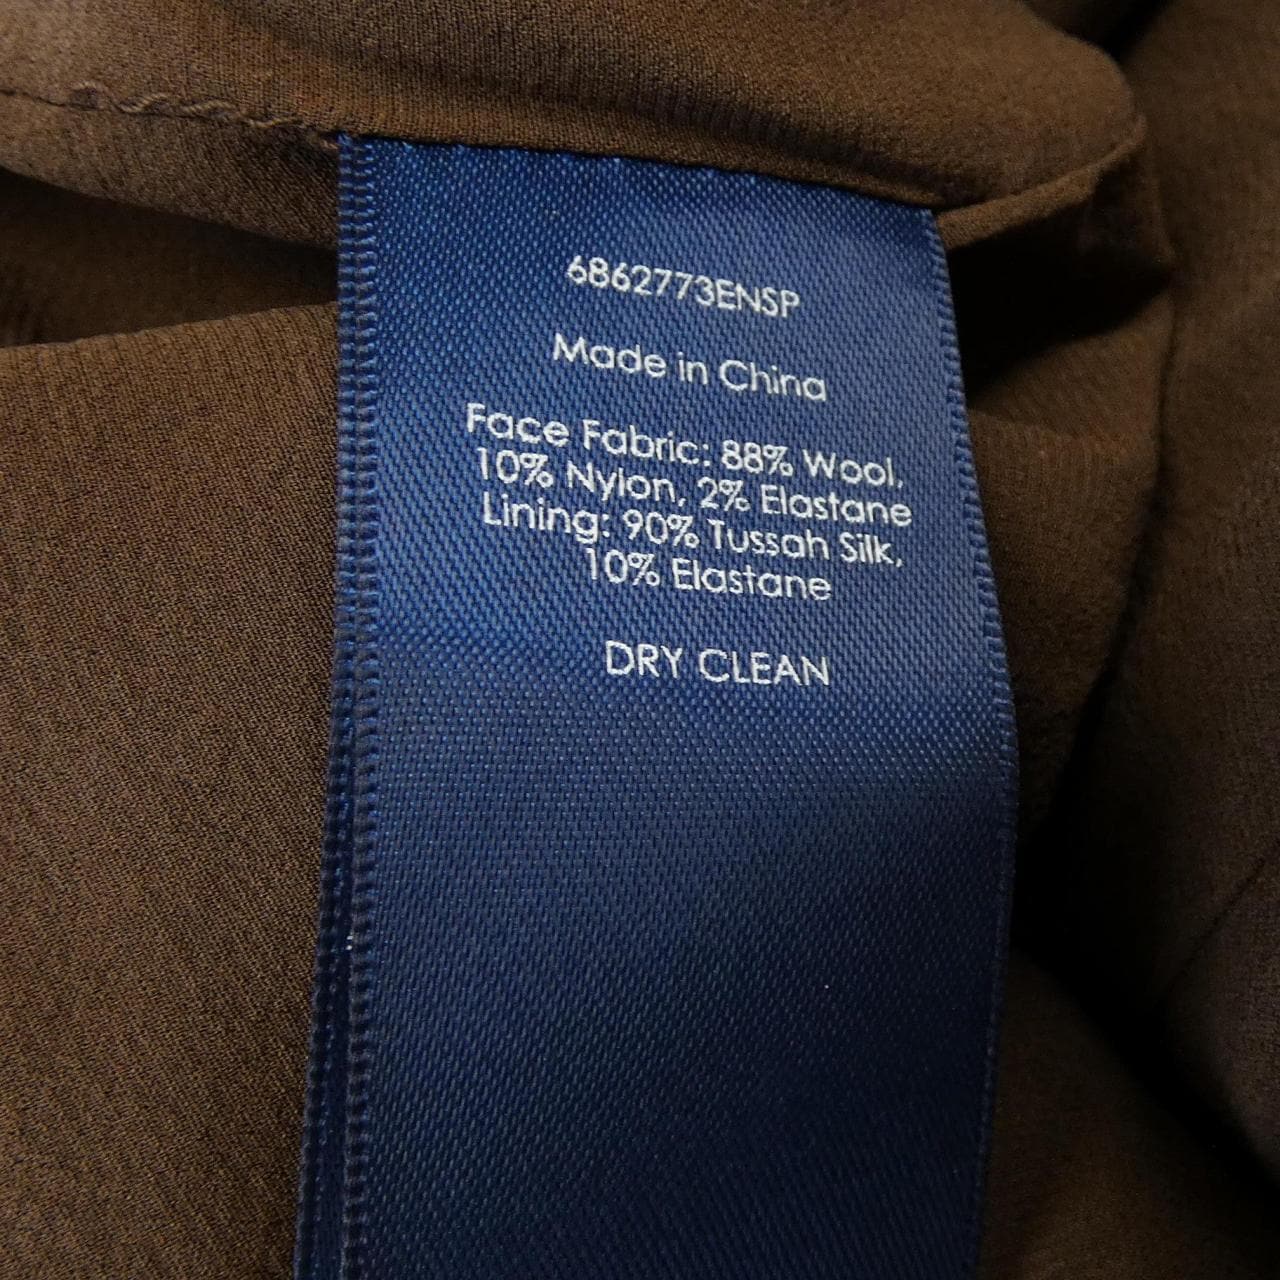 6862773ENSP
Made in China
Face Fabric: 88% Wool,
10% Nylon, 2% Elastane
Lining: 90% Tussah Silk,
10% Elastane
DRY CLEAN